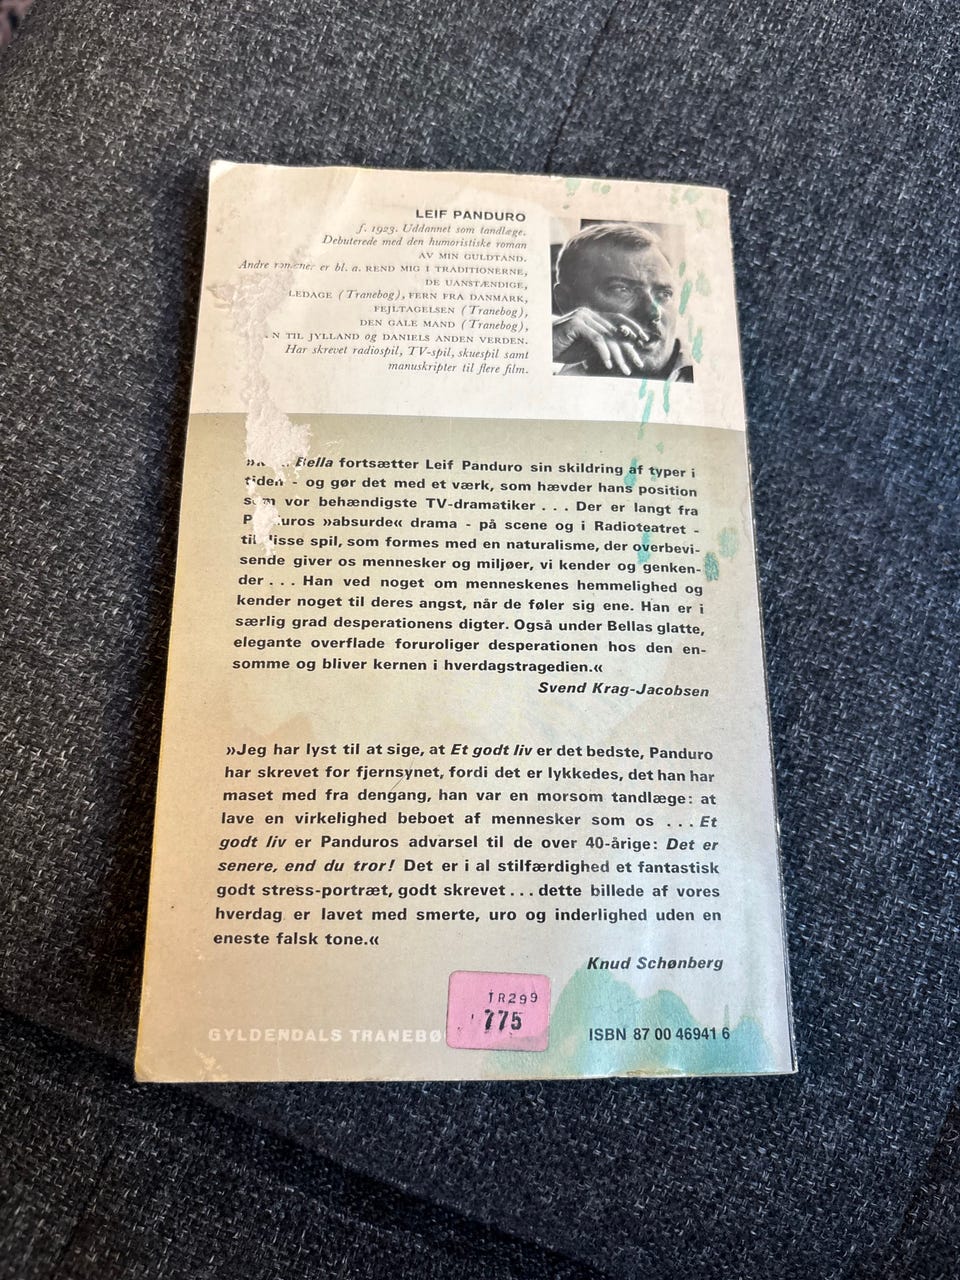 LEIF PANDURO
f. 1923. Uddannet som tandlæge.
Debuterede med den humoristiske roman
AV MIN GULDTAND.
Andre romaner er bl. a. REND MIG I TRADITIONERNE,
DE UANSTÆNDIGE,
LEDAGE (Tranebog), FERN FRA DANMARK,
FEJLTAGELSEN (Tranebog),
DEN GALE MAND (Tranebog),
TIL JYLLAND og DANIELS ANDEN VERDEN.
Har skrevet radiospil, TV-spil, skuespil samt
manuskripter til flere film.
Bella fortsætter Leif Panduro sin skildring af typer i
tiden - og gør det med et værk, som hævder hans position
som vor behændigste TV-dramatiker . . . Der er langt fra
Panduros »absurde« drama - på scene og i Radioteatret -
til disse spil, som formes med en naturalisme, der overbevi-
sende giver os mennesker og miljøer, vi kender og genken-
der . . . Han ved noget om menneskenes hemmelighed og
kender noget til deres angst, når de føler sig ene. Han er i
særlig grad desperationens digter. Også under Bellas glatte,
elegante overflade foruroliger desperationen hos den en-
somme og bliver kernen i hverdagstragedien.«
Svend Krag-Jacobsen
»Jeg har lyst til at sige, at Et godt liv er det bedste, Panduro
har skrevet for fjernsynet, fordi det er lykkedes, det han har
maset med fra dengang, han var en morsom tandlæge: at
lave en virkelighed beboet af mennesker som os . . . Et
godt liv er Panduros advarsel til de over 40-årige: Det er
senere, end du tror! Det er i al stilfærdighed et fantastisk
godt stress-portræt, godt skrevet . . . dette billede af vores
hverdag er lavet med smerte, uro og inderlighed uden en
eneste falsk tone.«
Knud Schønberg
TR299
775
GYLDENDALS TRANEBØ
ISBN 87 00 46941 6